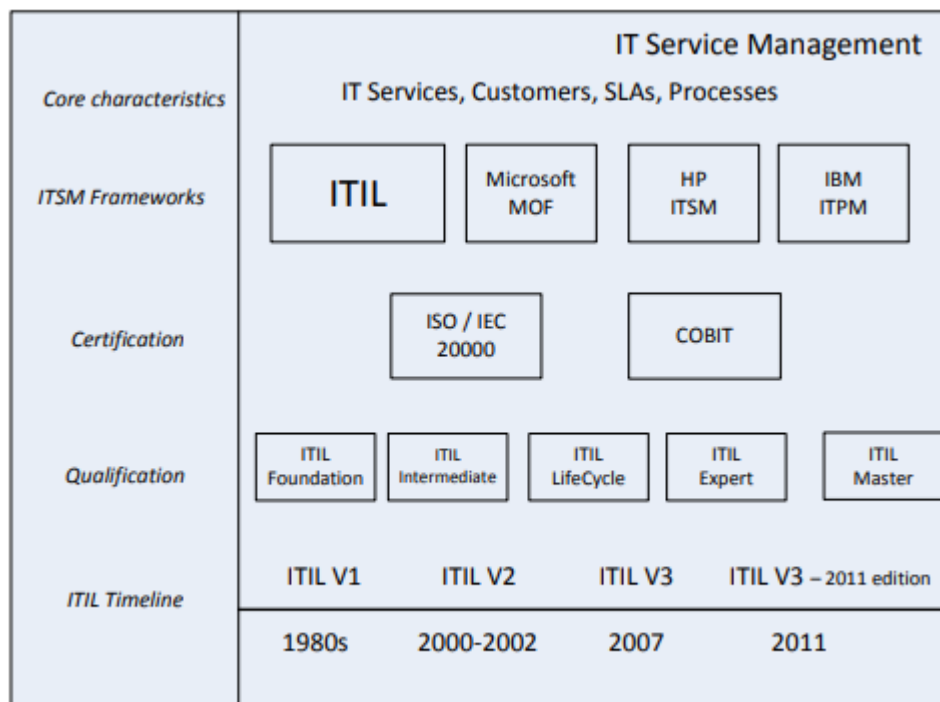 IT Service Management
Core characteristics
IT Services, Customers, SLAs, Processes
ITSM Frameworks
ITIL
Microsoft
MOF
HP
ITSM
IBM
ITPM
Certification
ISO / IEC
20000
COBIT
Qualification
ITIL
Foundation
ITIL
Intermediate
ITIL
LifeCycle
ITIL
Expert
ITIL
Master
ITIL Timeline
ITIL V1
ITIL V2
ITIL V3
ITIL V3 – 2011 edition
1980s
2000-2002
2007
2011